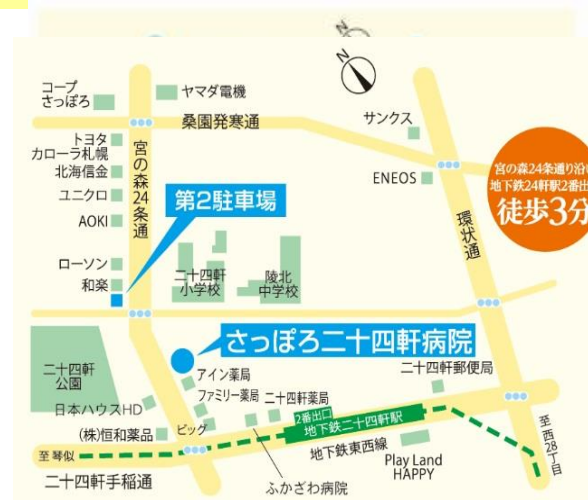 N
コープ
さっぽろ
ヤマダ電機
桑園発寒通
サンクス
トヨタ
カローラ札幌
北海信金
ユニクロ
AOKI
宮の森24条通
ENEOS
環状通
宮の森24条通り沿い
地下鉄24軒駅2番出
徒歩3分
第2駐車場
ローソン
和楽
二十四軒
小学校
陵北
中学校
さっぽろ二十四軒病院
二十四軒
公園
アイン薬局
ファミリー薬局
二十四軒薬局
二十四軒郵便局
日本ハウスHD
(株)恒和薬品
ビッグ
2番出口
地下鉄二十四軒駅
至琴似
地下鉄東西線
Play Land
HAPPY
至西28丁目
二十四軒手稲通
ふかざわ病院